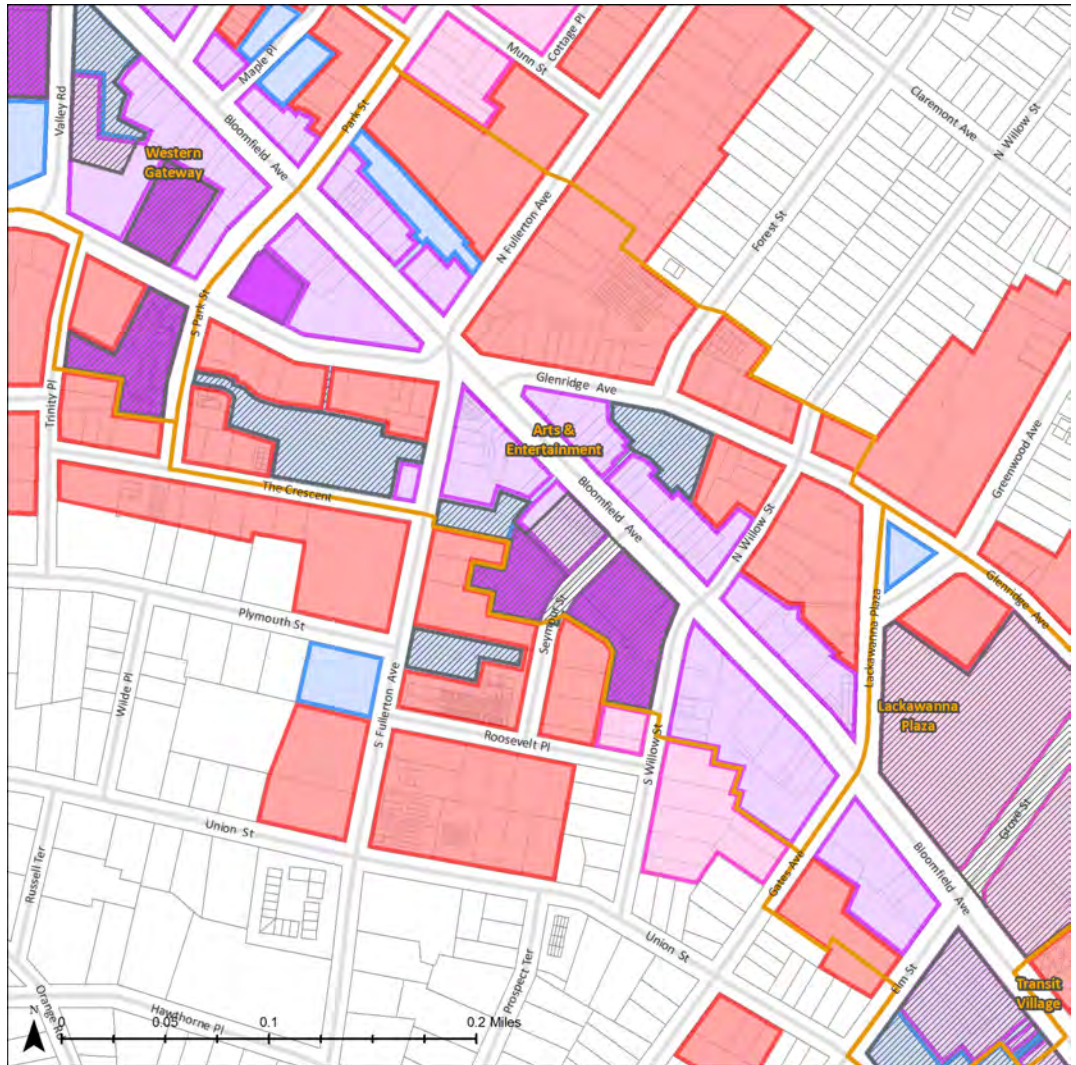 Munn St
Cottage Pl
Maple Pl
Park St
Valley Rd
Bloomfield Ave
Claremont Ave
N Willow St
Western
Gateway
N Fullerton Ave
Forest St
S Park St
Trinity Pl
Glenridge Ave
Arts &
Entertainment
Greenwood Ave
The Crescent
Bloomfield Ave
N Willow St
Glenridge Ave
Plymouth St
Seymour St
Lackawanna Plaza
Wilde Pl
S Fullerton Ave
Lackawanna
Plaza
Roosevelt Pl
S Willow St
Grove St
Union St
Russell Ter
Gates Ave
Bloomfield Ave
Union St
Prospect Ter
Elm St
Transit
Village
Orange Rd
Hawthorne Pl
N
0 0.05 0.1 0.2 Miles